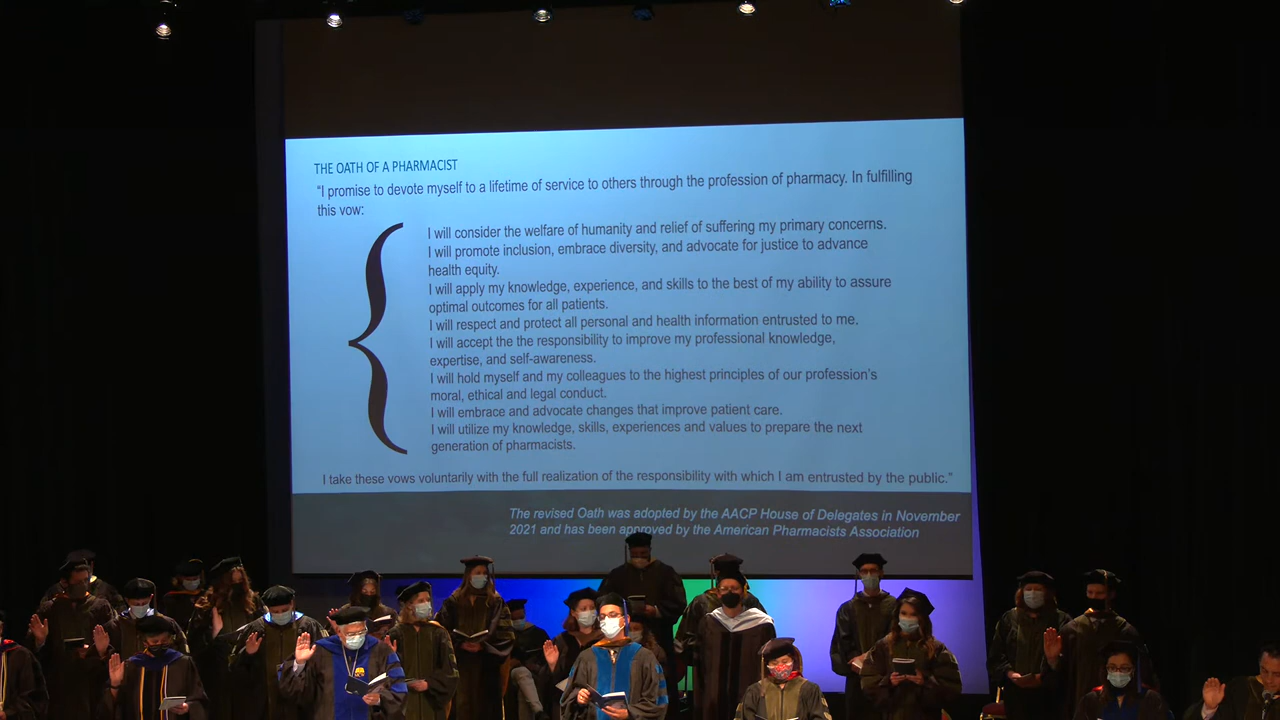 THE OATH OF A PHARMACIST
“I promise to devote myself to a lifetime of service to others through the profession of pharmacy. In fulfilling
this vow:
I will consider the welfare of humanity and relief of suffering my primary concerns.
I will promote inclusion, embrace diversity, and advocate for justice to advance
health equity.
I will apply my knowledge, experience, and skills to the best of my ability to assure
optimal outcomes for all patients.
I will respect and protect all personal and health information entrusted to me.
I will accept the the responsibility to improve my professional knowledge,
expertise, and self-awareness.
I will hold myself and my colleagues to the highest principles of our profession’s
moral, ethical and legal conduct.
I will embrace and advocate changes that improve patient care.
I will utilize my knowledge, skills, experiences and values to prepare the next
generation of pharmacists.
I take these vows voluntarily with the full realization of the responsibility with which I am entrusted by the public.”
The revised Oath was adopted by the AACP House of Delegates in November
2021 and has been approved by the American Pharmacists Association